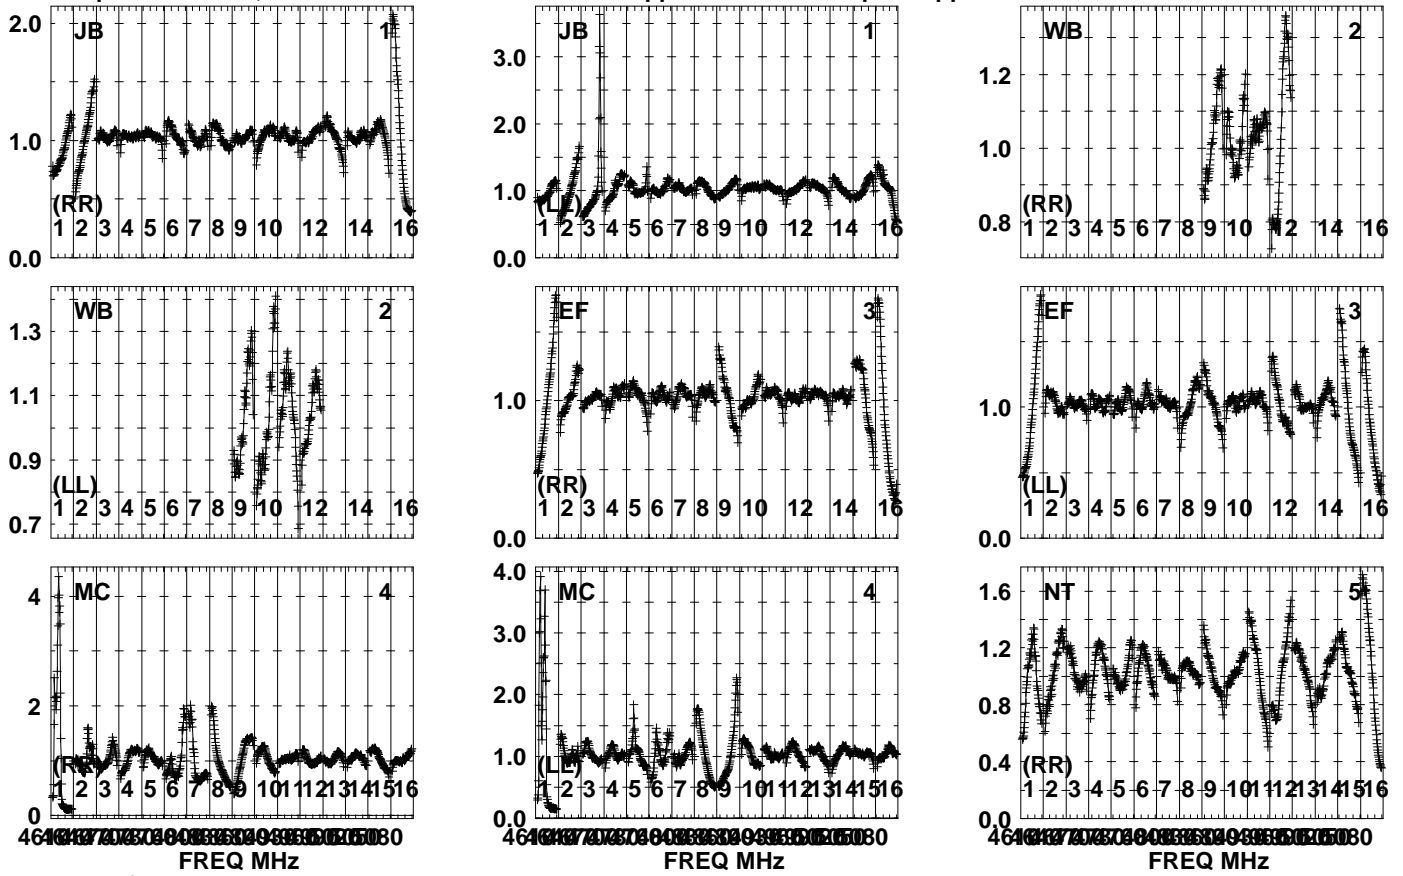 2.0 JB 1 3.0 JB 1 1.2 WB 2
1.0 2.0 1.0
0.0 1.0 0.8
(RR) 0.0 (LL) (RR)
1 2 3 4 5 6 7 8 9 10 12 14 16
1 2 3 4 5 6 7 8 9 10 12 14 16
1 2 3 4 5 6 7 8 9 10 12 14 16
1.3 WB 2 EF 3 EF 3
1.1 1.0 1.0
0.9
0.7 0.0 0.0
(LL) (RR) (LL)
1 2 3 4 5 6 7 8 9 10 12 14 16
1 2 3 4 5 6 7 8 9 10 12 14 16
1 2 3 4 5 6 7 8 9 10 12 14 16
4 MC 4 4.0 MC 4 1.6 NT 5
3.0 1.2
2 2.0 0.8
1.0 0.4
0 0.0 0.0
(LL) (RR)
1 2 3 4 5 6 7 8 9 10 11 12 13 14 15 16
1 2 3 4 5 6 7 8 9 10 11 12 13 14 15 16
1 2 3 4 5 6 7 8 9 10 11 12 13 14 15 16
FREQ MHz FREQ MHz FREQ MHz